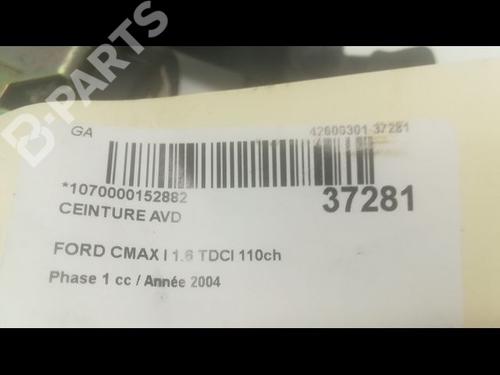 B-PARTS
GA
42600301-37281
*1070000152882
37281
CEINTURE AVD
FORD CMAX I 1.6 TDCI 110ch
Phase 1 cc / Année 2004